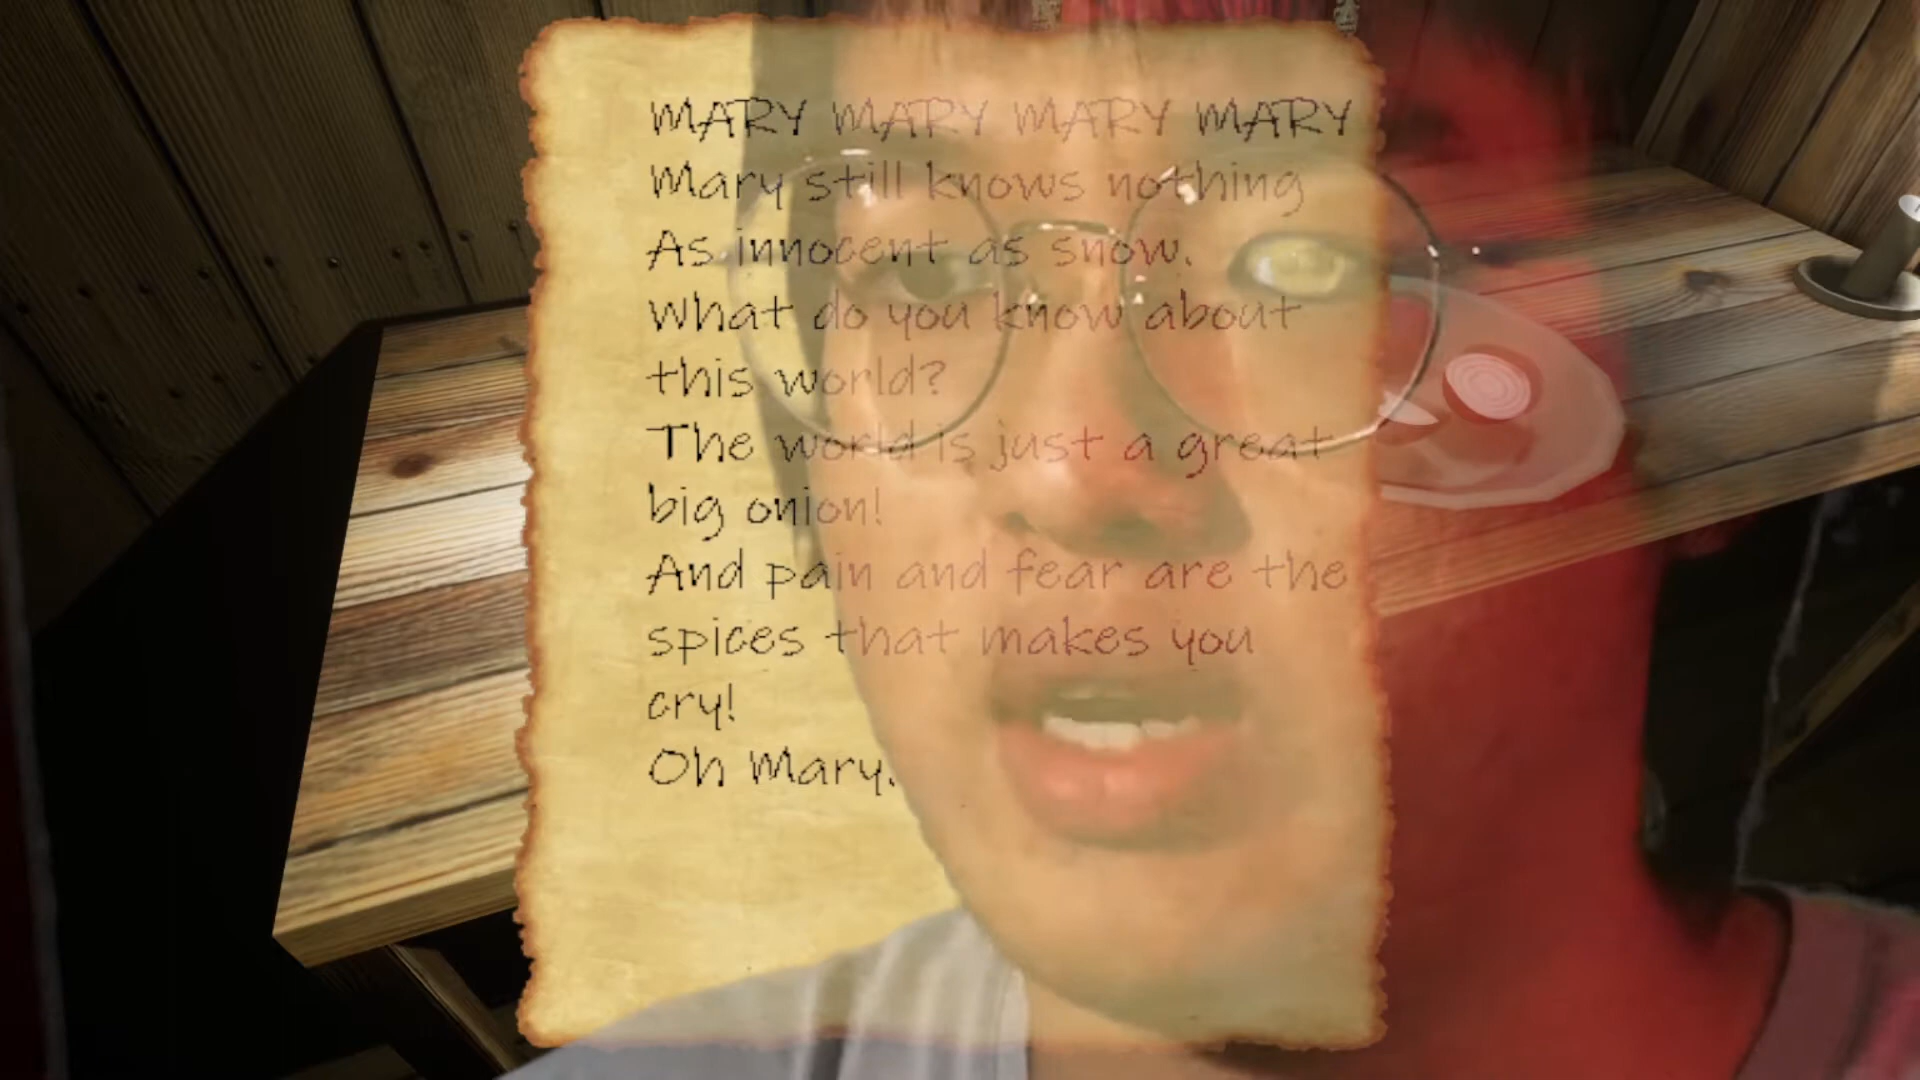 MARY MARY MARY MARY
Mary still knows nothing
As innocent as snow.
What do you know about
this world?
The world is just a great
big onion!
And pain and fear are the
spices that makes you
cry!
Oh Mary.